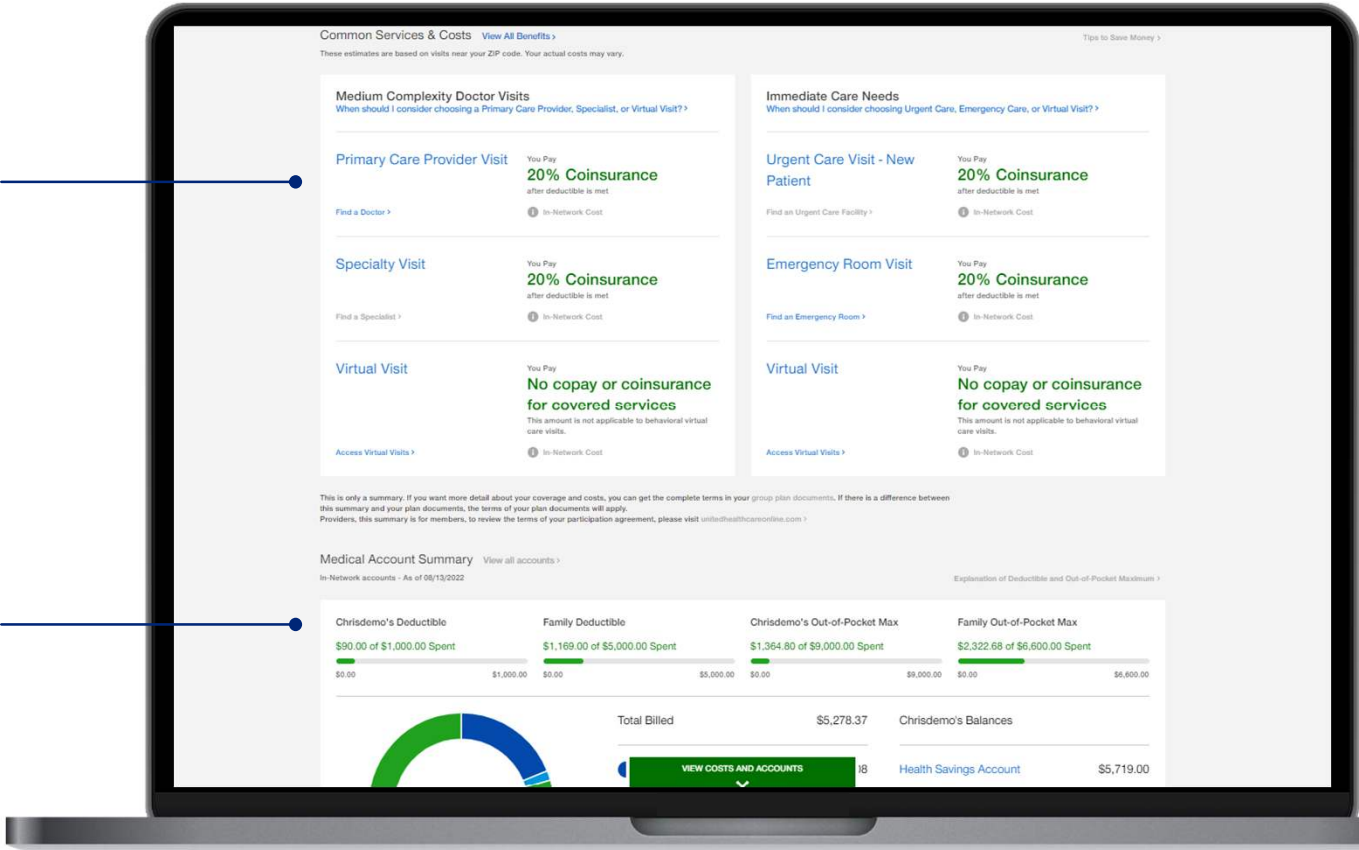 Common Services & Costs View All Benefits >
Tips to Save Money >
These estimates are based on visits near your ZIP code. Your actual costs may vary.
Medium Complexity Doctor Visits
When should I consider choosing a Primary Care Provider, Specialist, or Virtual Visit? >
Primary Care Provider Visit
You Pay
20% Coinsurance
after deductible is met
Find a Doctor >
In-Network Cost
Specialty Visit
You Pay
20% Coinsurance
after deductible is met
Find a Specialist >
In-Network Cost
Virtual Visit
You Pay
No copay or coinsurance
for covered services
This amount is not applicable to behavioral virtual
care visits.
Access Virtual Visits >
In-Network Cost
Immediate Care Needs
When should I consider choosing Urgent Care, Emergency Care, or Virtual Visit? >
Urgent Care Visit - New
Patient
You Pay
20% Coinsurance
after deductible is met
Find an Urgent Care Facility >
In-Network Cost
Emergency Room Visit
You Pay
20% Coinsurance
after deductible is met
Find an Emergency Room >
In-Network Cost
Virtual Visit
You Pay
No copay or coinsurance
for covered services
This amount is not applicable to behavioral virtual
care visits.
Access Virtual Visits >
In-Network Cost
This is only a summary. If you want more detail about your coverage and costs, you can get the complete terms in your group plan documents. If there is a difference between
this summary and your plan documents, the terms of your plan documents will apply.
Providers, this summary is for members, to review the terms of your participation agreement, please visit unitedhealthcareonline.com >
Medical Account Summary View all accounts >
In-Network accounts - As of 08/13/2022
Explanation of Deductible and Out-of-Pocket Maximum >
Chrisdemo's Deductible
$90.00 of $1,000.00 Spent
$0.00 $1,000.00
Family Deductible
$1,169.00 of $5,000.00 Spent
$0.00 $5,000.00
Chrisdemo's Out-of-Pocket Max
$1,364.80 of $9,000.00 Spent
$0.00 $9,000.00
Family Out-of-Pocket Max
$2,322.68 of $6,600.00 Spent
$0.00 $6,600.00
Total Billed $5,278.37
Chrisdemo's Balances
VIEW COSTS AND ACCOUNTS
Health Savings Account $5,719.00